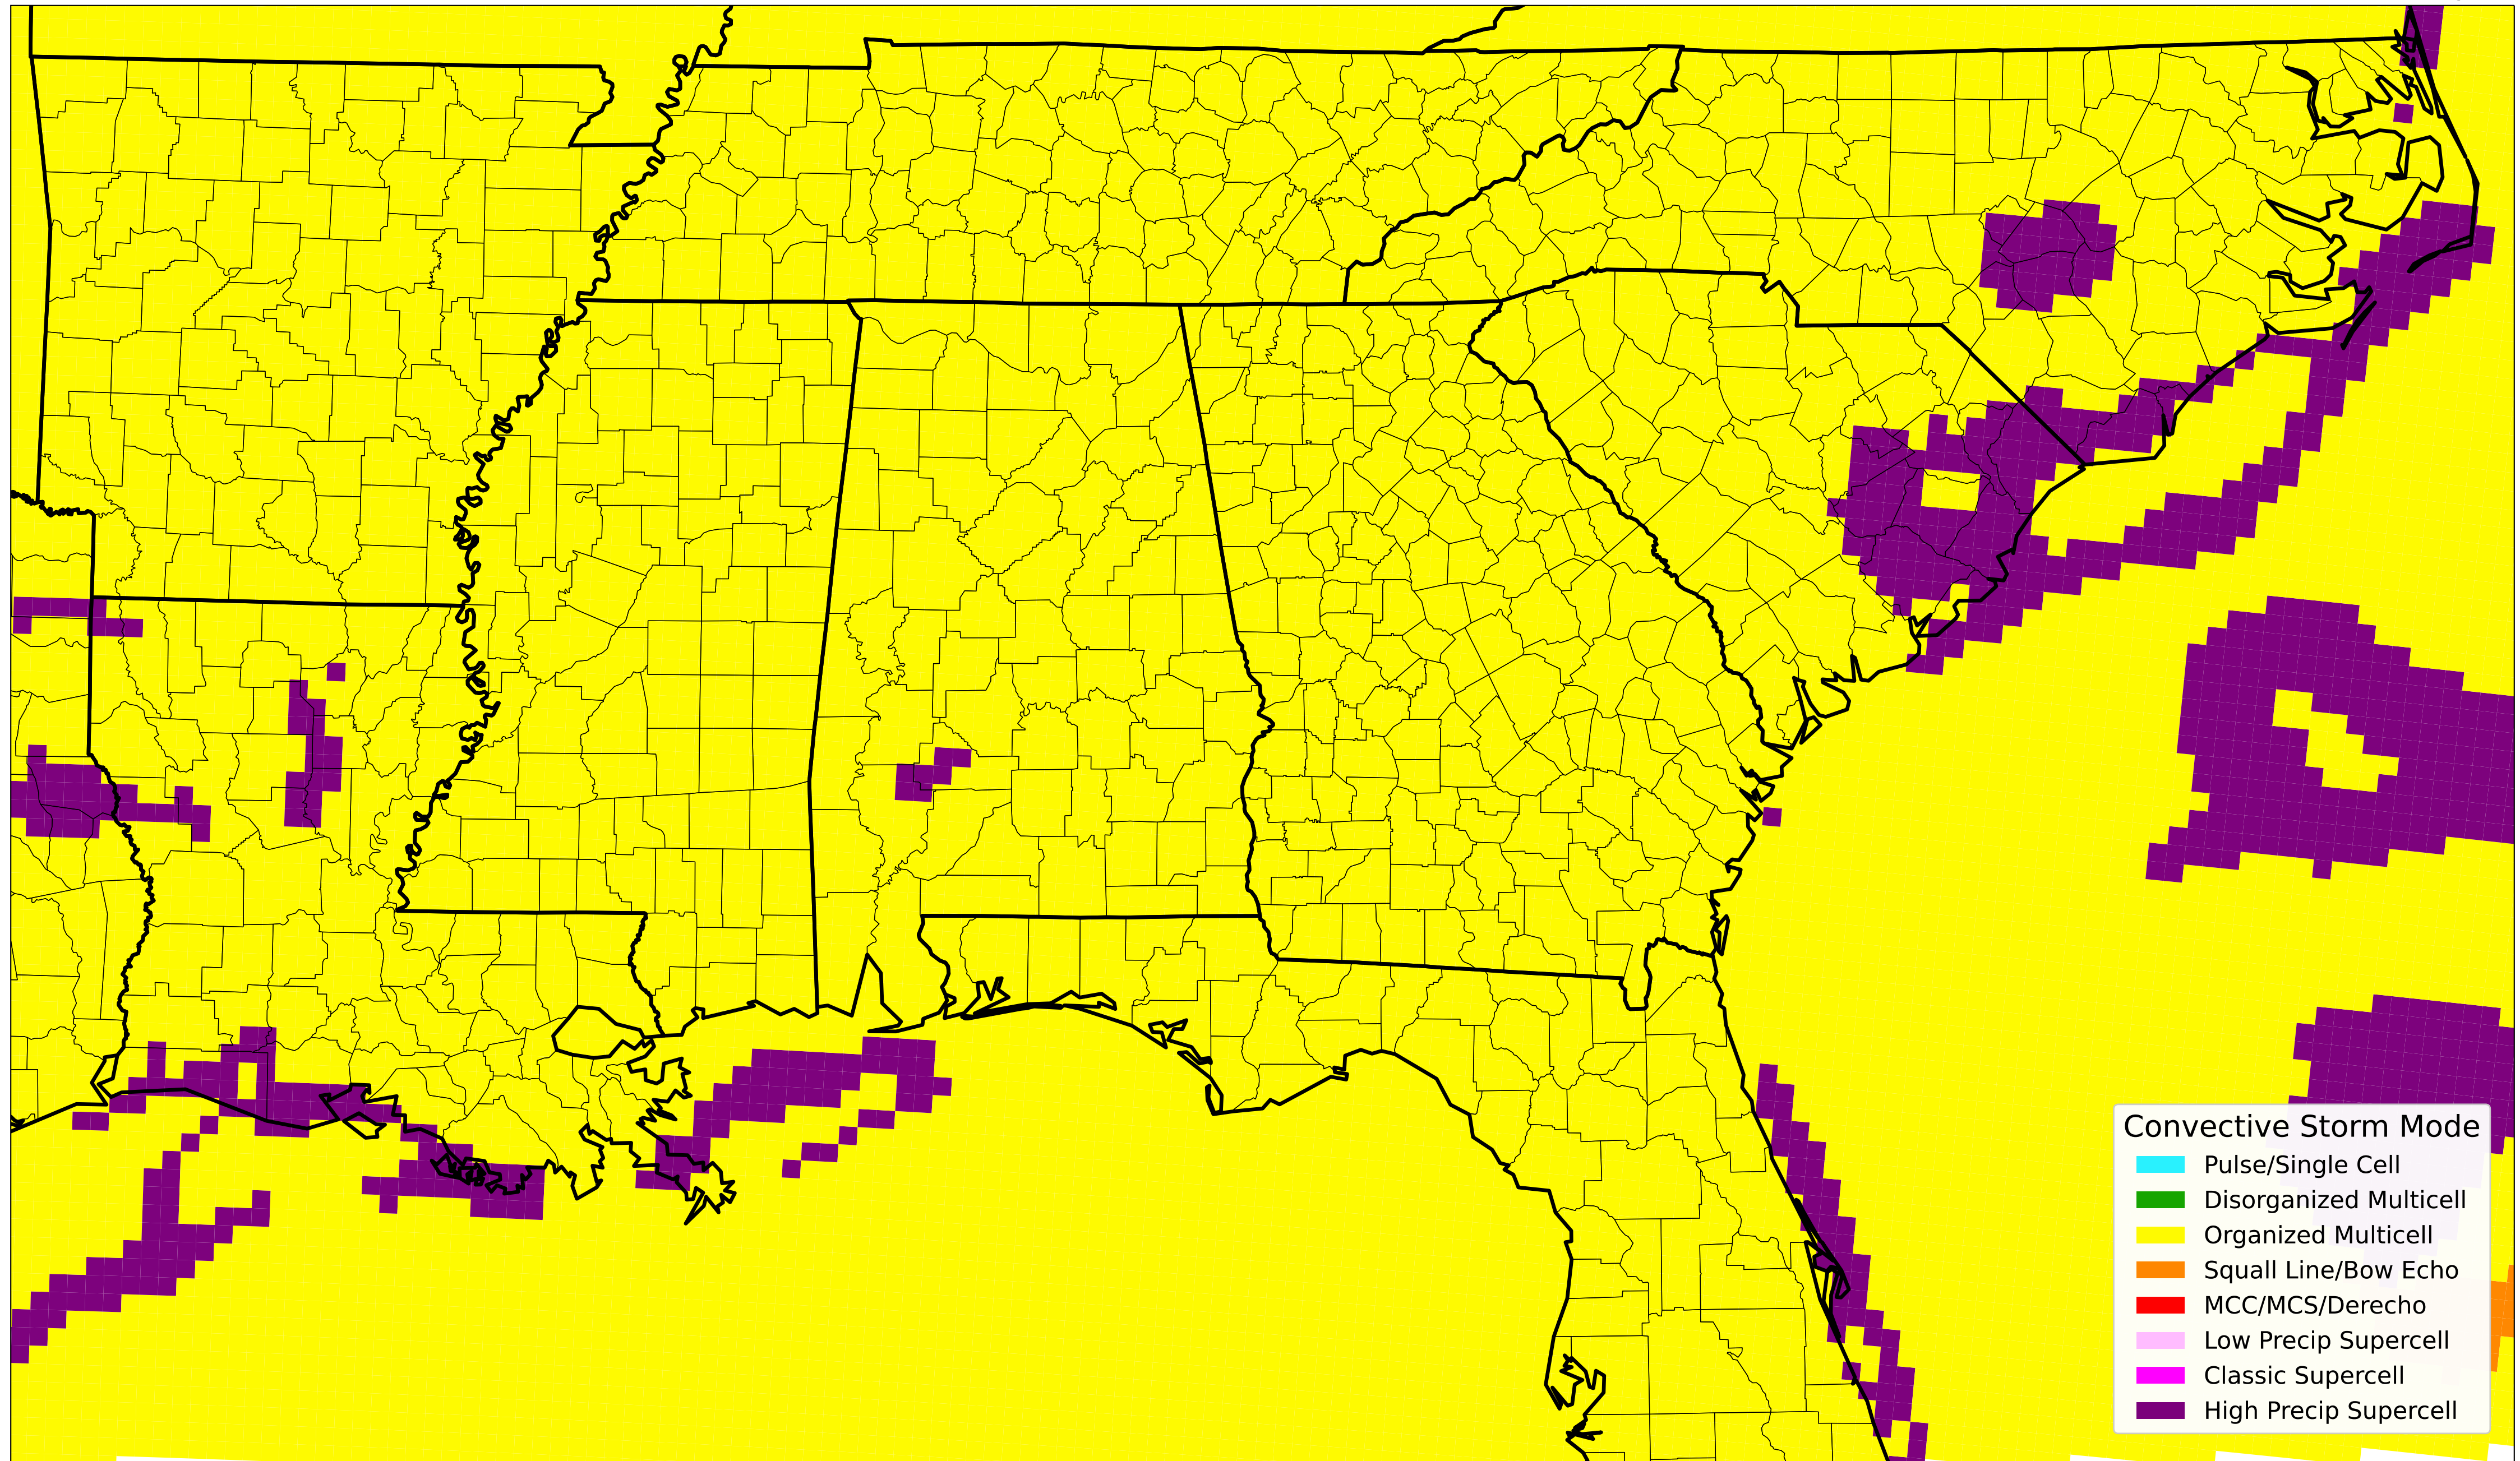 Convective Storm Mode
Pulse/Single Cell
Disorganized Multicell
Organized Multicell
Squall Line/Bow Echo
MCC/MCS/Derecho
Low Precip Supercell
Classic Supercell
High Precip Supercell